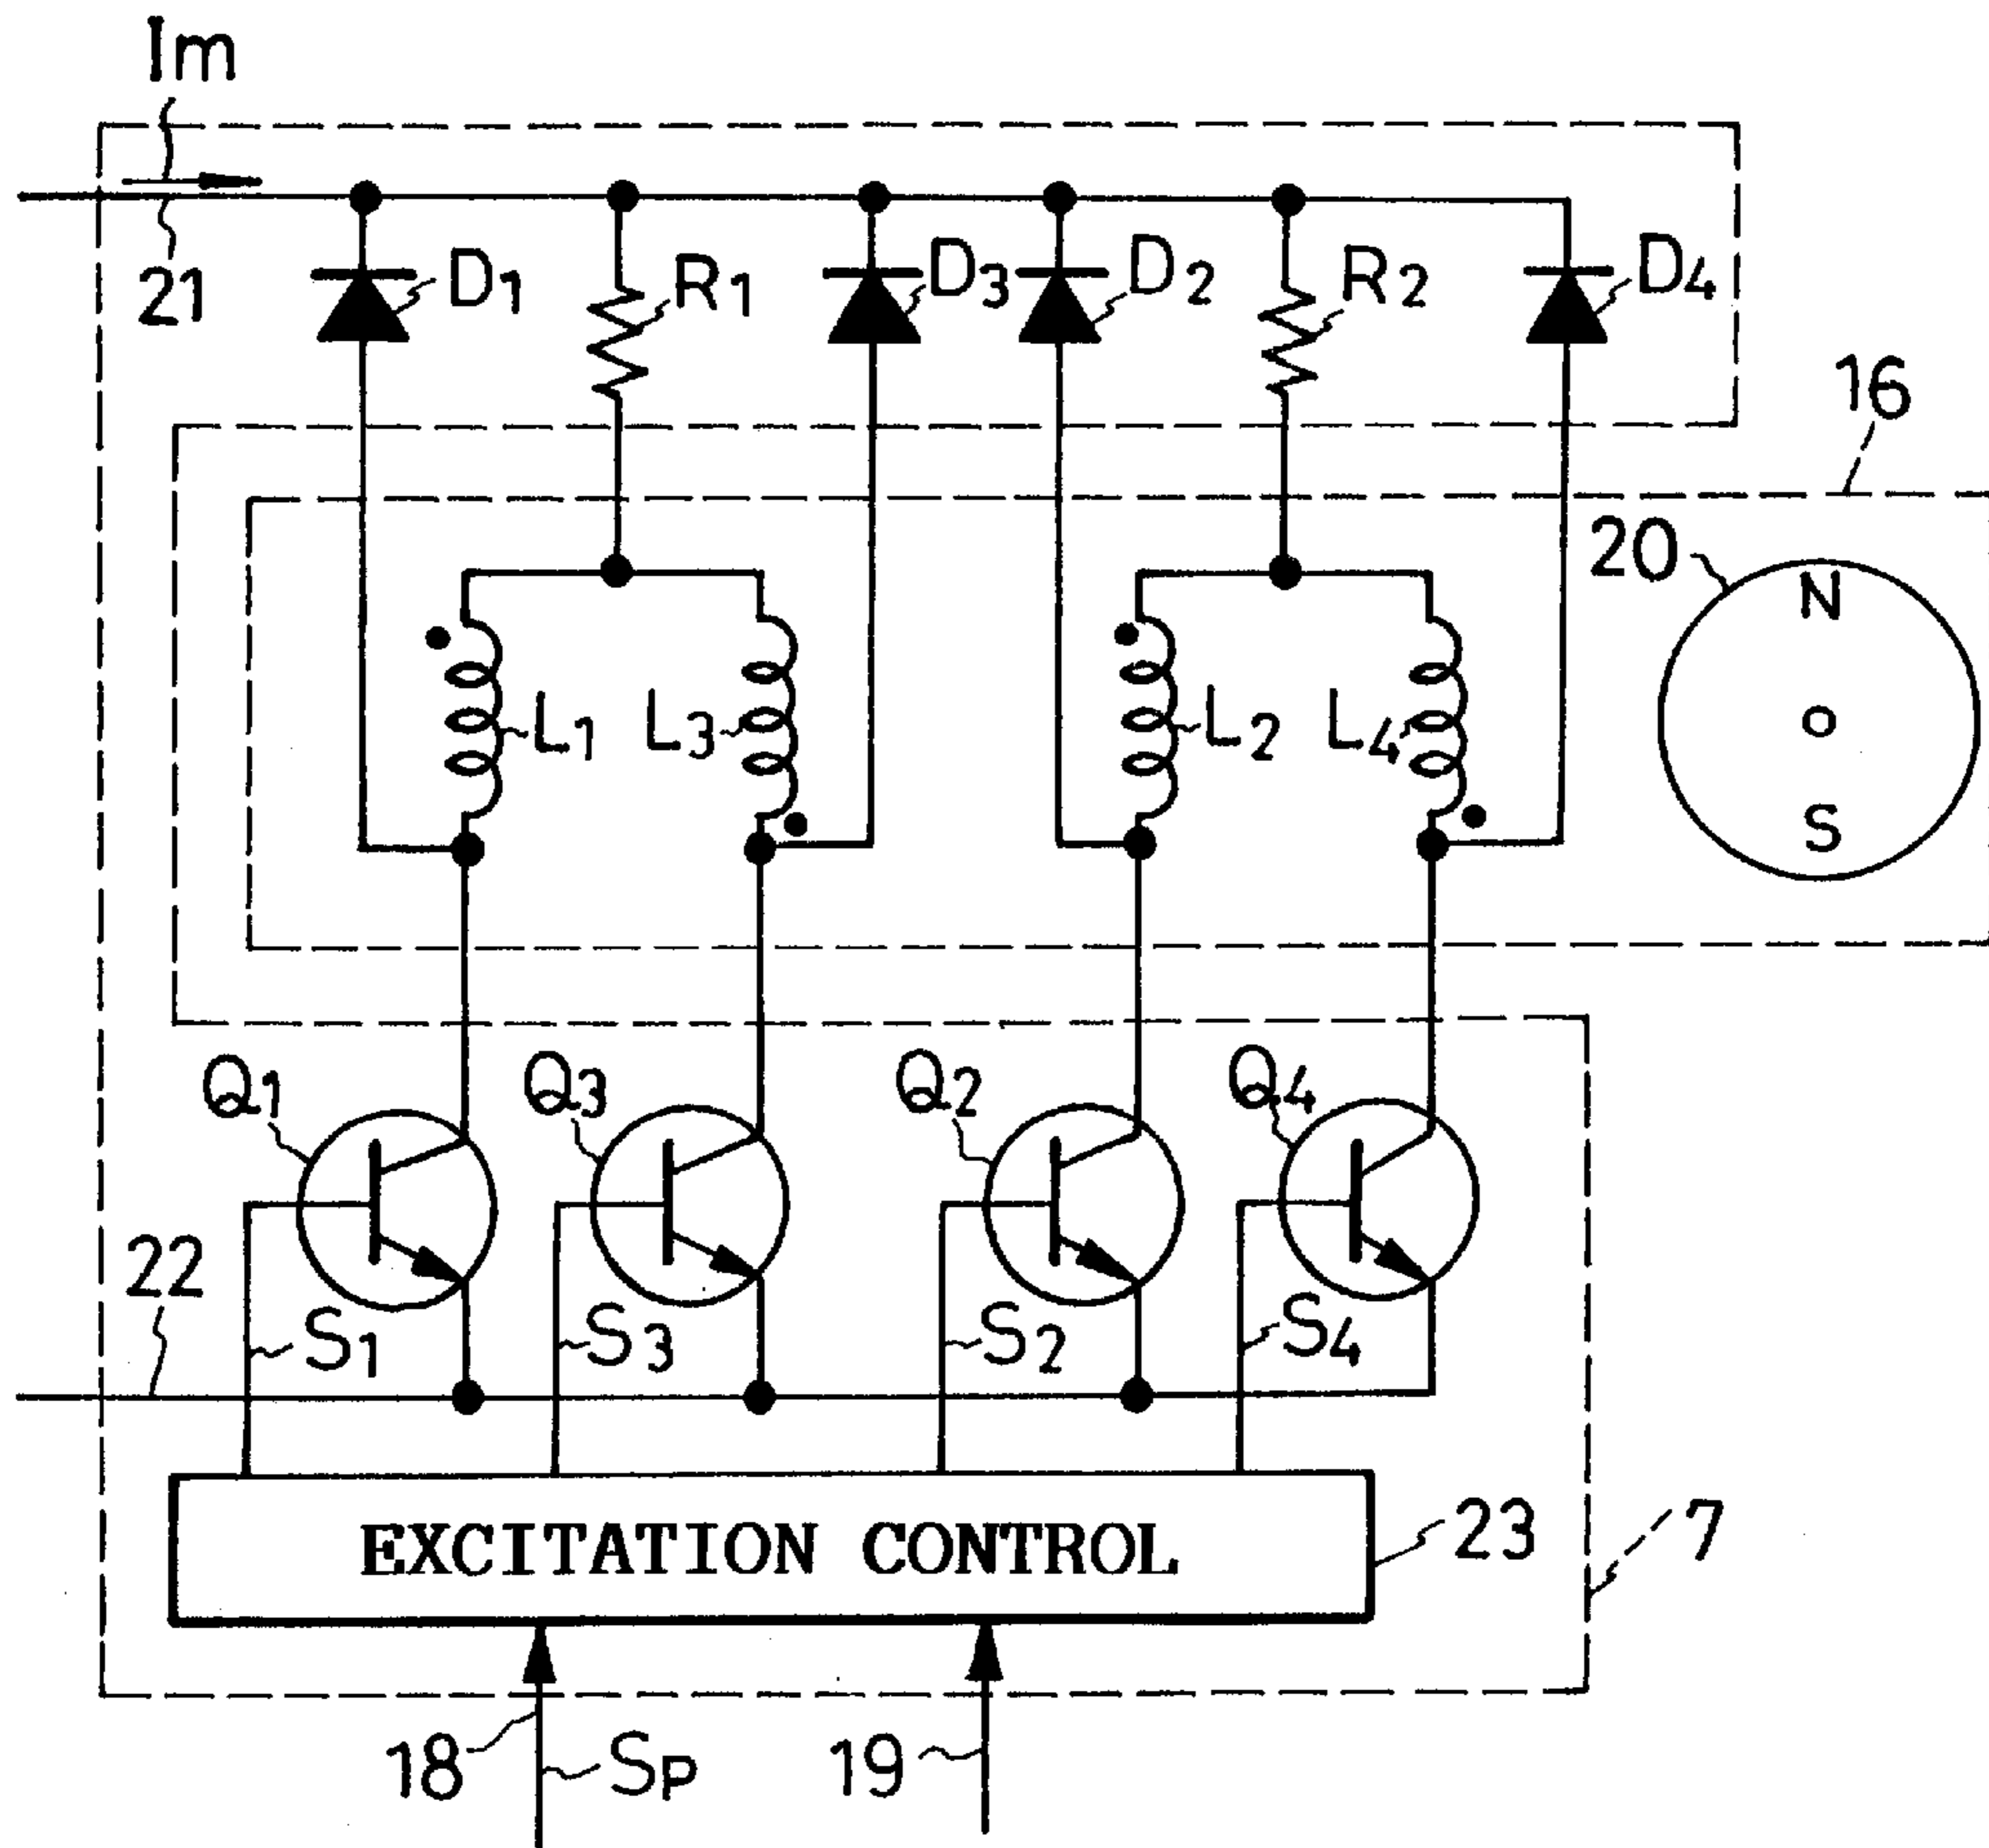 Im
21
D1
R1
D3
D2
R2
D4
16
20
N
S
L1
L3
L2
L4
Q1
Q3
Q2
Q4
22
S1
S3
S2
S4
EXCITATION CONTROL
23
7
18
SP
19